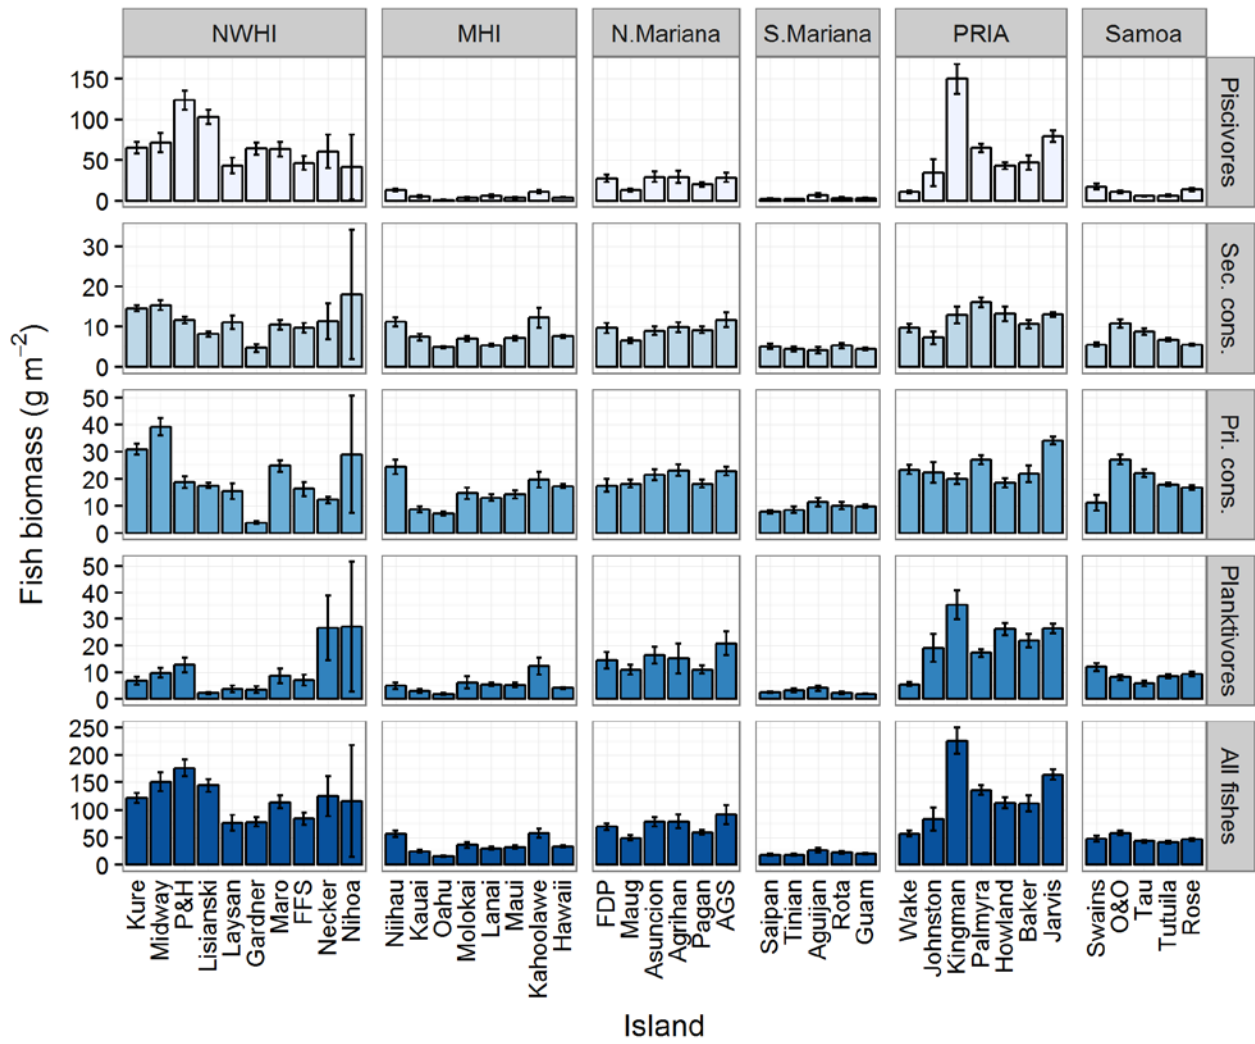 NWHI MHI N.Mariana S.Mariana PRIA Samoa
Fish biomass (g m⁻²)
150
100
50
0
Piscivores
30
20
10
0
Sec. cons.
50
40
30
20
10
0
Pri. cons.
50
40
30
20
10
0
Planktivores
250
200
150
100
50
0
All fishes
Kure
Midway
P&H
Lisianski
Laysan
Gardner
Maro
FFS
Necker
Nihoa
Niihau
Kauai
Oahu
Molokai
Lanai
Maui
Kahoolawe
Hawaii
FDP
Maug
Asuncion
Agrihan
Pagan
AGS
Saipan
Tinian
Aguijan
Rota
Guam
Wake
Johnston
Kingman
Palmyra
Howland
Baker
Jarvis
Swains
O&O
Tau
Tutuila
Rose
Island